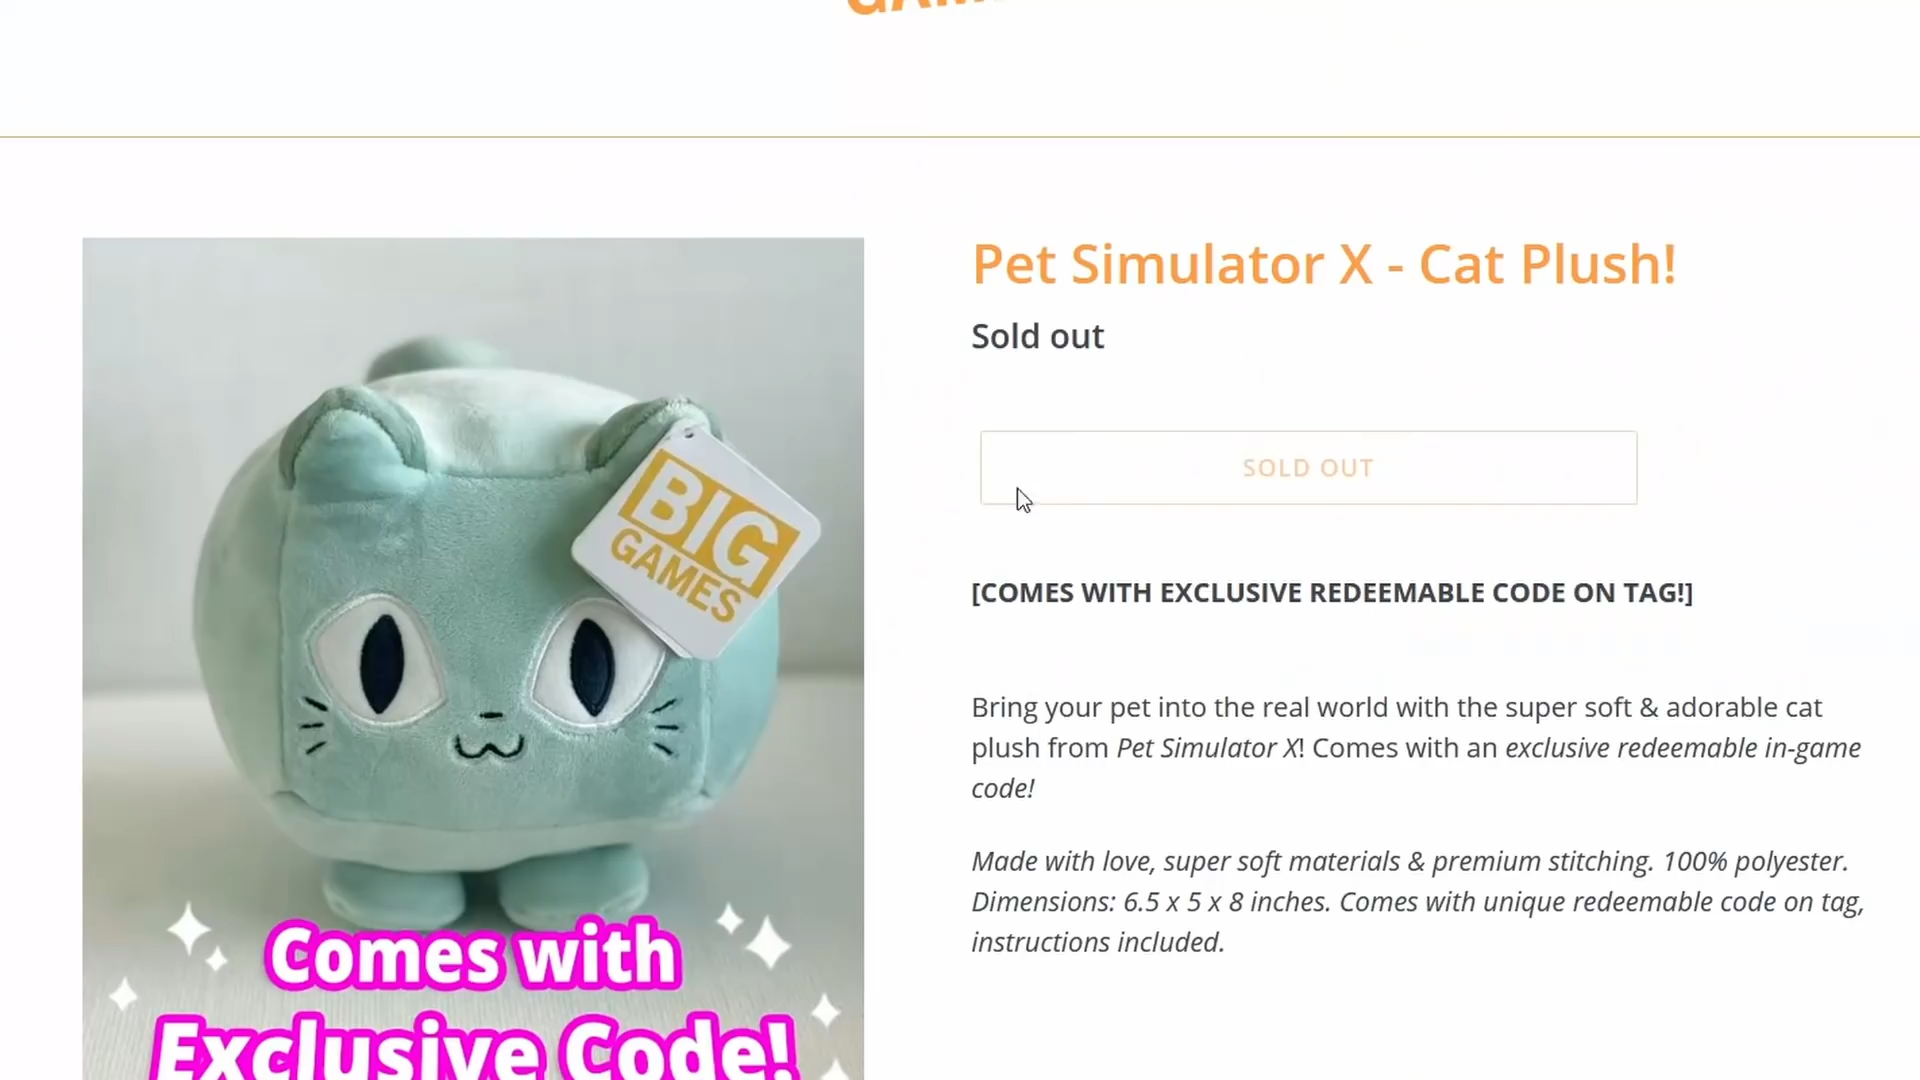 Pet Simulator X - Cat Plush!
Sold out
SOLD OUT
[COMES WITH EXCLUSIVE REDEEMABLE CODE ON TAG!]
Bring your pet into the real world with the super soft & adorable cat
plush from Pet Simulator X! Comes with an exclusive redeemable in-game
code!
Made with love, super soft materials & premium stitching. 100% polyester.
Dimensions: 6.5 x 5 x 8 inches. Comes with unique redeemable code on tag,
instructions included.
BIG
GAMES
Comes with
Exclusive Code!